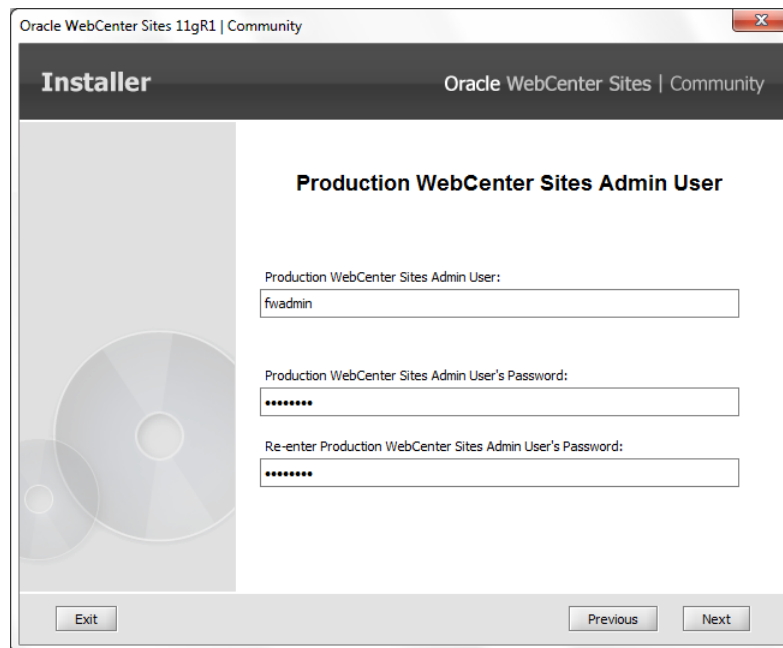 Oracle WebCenter Sites 11gR1 | Community
Installer
Oracle WebCenter Sites | Community
Production WebCenter Sites Admin User
Production WebCenter Sites Admin User:
fwadmin
Production WebCenter Sites Admin User's Password:
••••••••
Re-enter Production WebCenter Sites Admin User's Password:
••••••••
Exit
Previous
Next